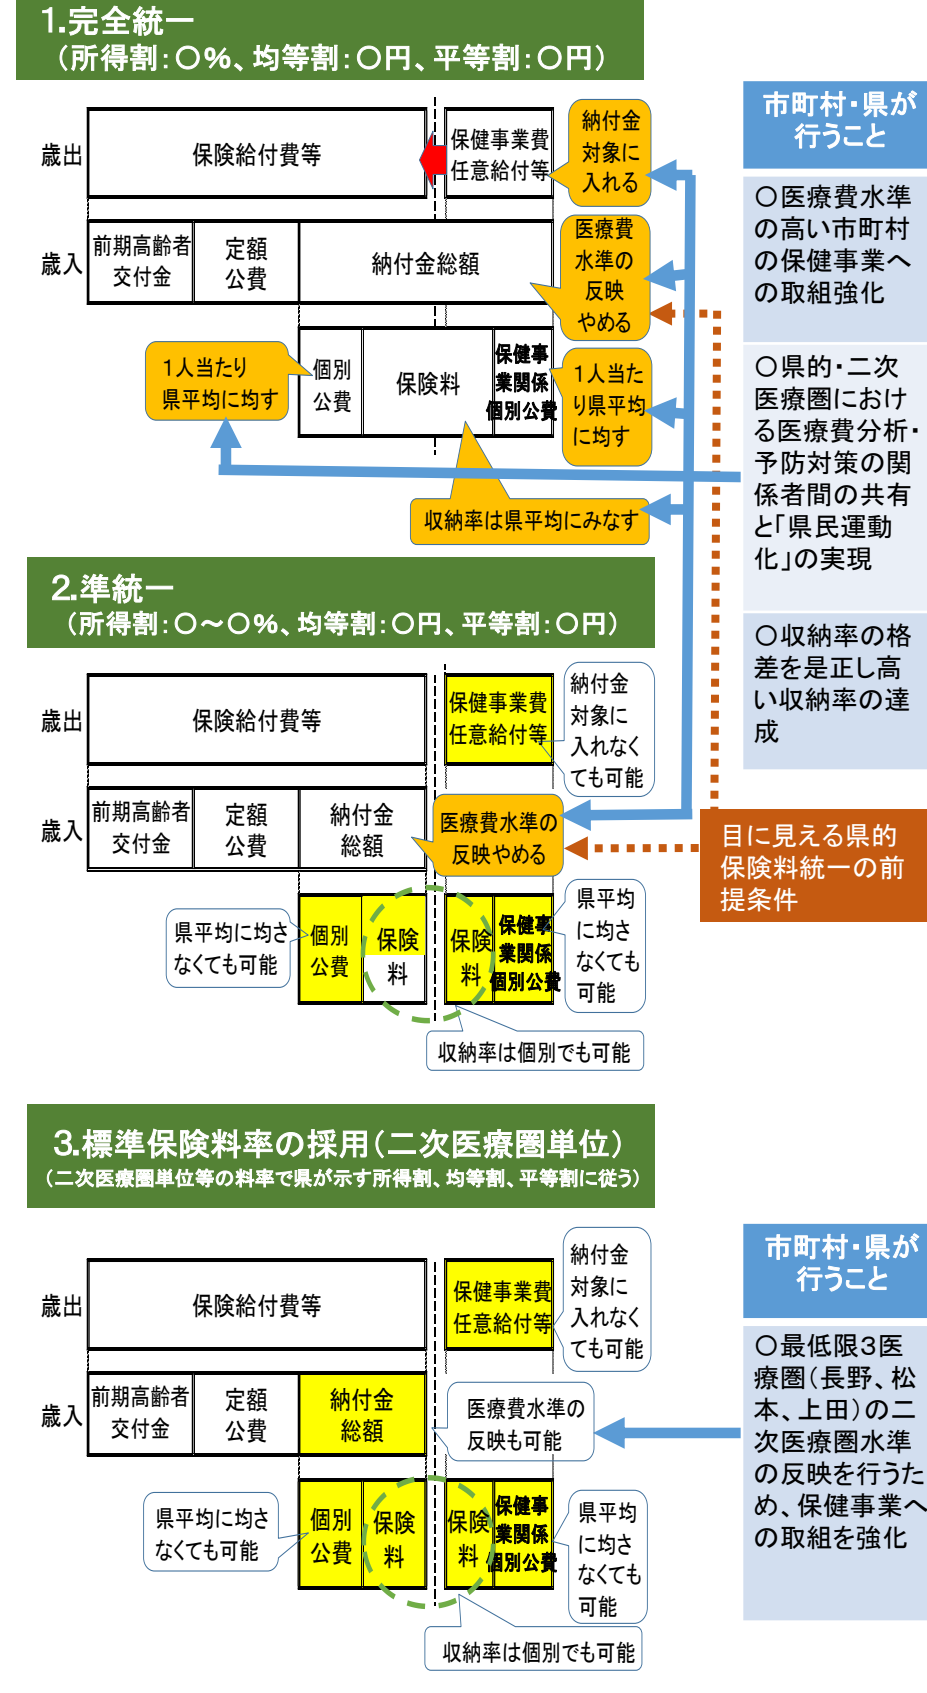 1.完全統一
（所得割：〇％、均等割：〇円、平等割：〇円）
歳出
保険給付費等
保健事業費
任意給付等
納付金
対象に
入れる
歳入
前期高齢者
交付金
定額
公費
納付金総額
医療費
水準の
反映
やめる
1人当たり
県平均に均す
個別
公費
保険料
保健事
業関係
個別公費
1人当た
り県平均
に均す
収納率は県平均にみなす
市町村・県が
行うこと
〇医療費水準
の高い市町村
の保健事業へ
の取組強化
〇県的・二次
医療圏におけ
る医療費分析・
予防対策の関
係者間の共有
と「県民運動
化」の実現
〇収納率の格
差を是正し高
い収納率の達
成
2.準統一
（所得割：〇～〇％、均等割：〇円、平等割：〇円）
歳出
保険給付費等
保健事業費
任意給付等
納付金
対象に
入れなく
ても可能
歳入
前期高齢者
交付金
定額
公費
納付金
総額
医療費水準の
反映やめる
目に見える県的
保険料統一の前
提条件
県平均に均さ
なくても可能
個別
公費
保険
料
保険
料
保健事
業関係
個別公費
県平均
に均さ
なくても
可能
収納率は個別でも可能
3.標準保険料率の採用（二次医療圏単位）
（二次医療圏単位等の料率で県が示す所得割、均等割、平等割に従う）
歳出
保険給付費等
保健事業費
任意給付等
納付金
対象に
入れなく
ても可能
歳入
前期高齢者
交付金
定額
公費
納付金
総額
医療費水準の
反映も可能
県平均に均さ
なくても可能
個別
公費
保険
料
保険
料
保健事
業関係
個別公費
県平均
に均さ
なくても
可能
収納率は個別でも可能
市町村・県が
行うこと
〇最低限3医
療圏（長野、松
本、上田）の二
次医療圏水準
の反映を行うた
め、保健事業へ
の取組を強化